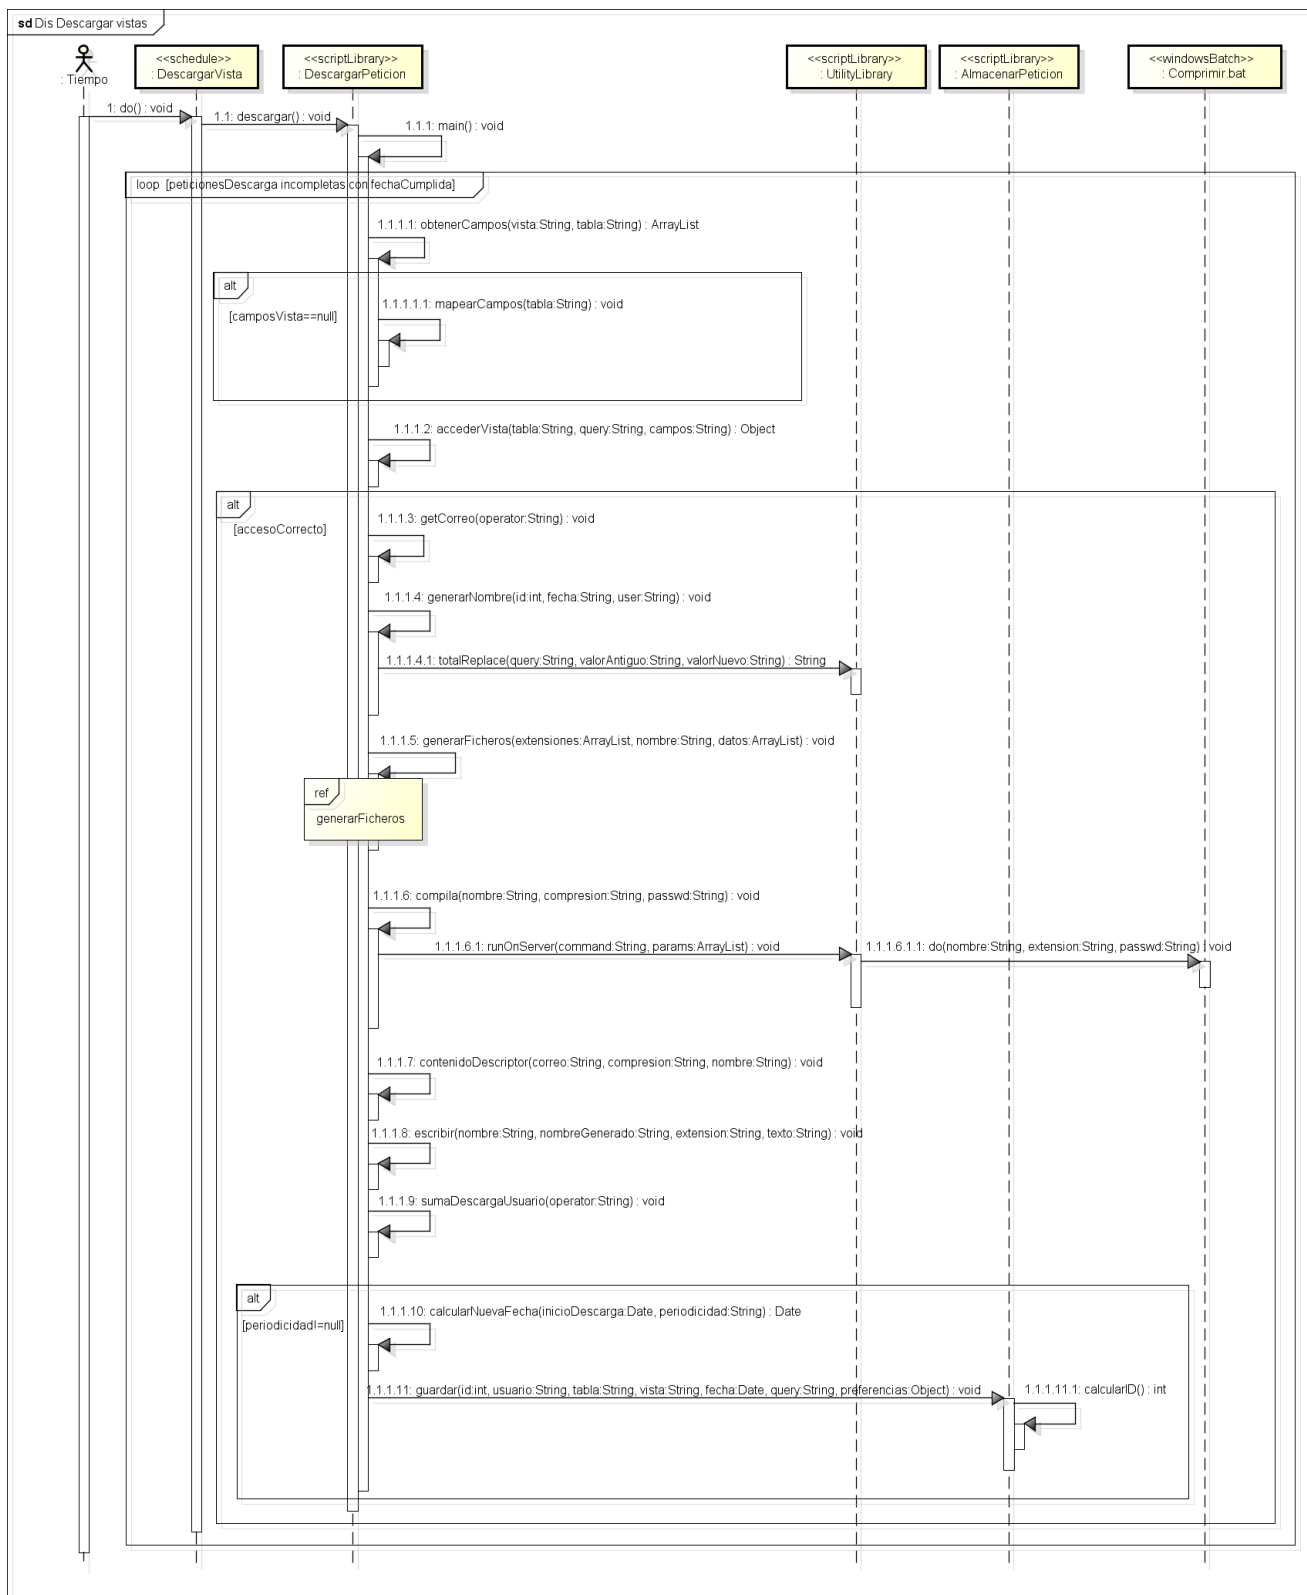 sd Dis Descargar vistas
: Tiempo
<<schedule>>
: DescargarVista
<<scriptLibrary>>
: DescargarPeticion
<<scriptLibrary>>
: UtilityLibrary
<<scriptLibrary>>
: AlmacenarPeticion
<<windowsBatch>>
: Comprimir.bat
1: do() : void
1.1: descargar() : void
1.1.1: main() : void
loop [peticionesDescarga incompletas con fechaCumplida]
1.1.1.1: obtenerCampos(vista:String, tabla:String) : ArrayList
alt
[camposVista==null]
1.1.1.1.1: mapearCampos(tabla:String) : void
1.1.1.2: accederVista(tabla:String, query:String, campos:String) : Object
alt
[accesoCorrecto]
1.1.1.3: getCorreo(operator:String) : void
1.1.1.4: generarNombre(id:int, fecha:String, user:String) : void
1.1.1.4.1: totalReplace(query:String, valorAntiguo:String, valorNuevo:String) : String
1.1.1.5: generarFicheros(extensiones:ArrayList, nombre:String, datos:ArrayList) : void
ref
generarFicheros
1.1.1.6: compila(nombre:String, compresion:String, passwd:String) : void
1.1.1.6.1: runOnServer(command:String, params:ArrayList) : void
1.1.1.6.1.1: do(nombre:String, extension:String, passwd:String) : void
1.1.1.7: contenidoDescriptor(correo:String, compresion:String, nombre:String) : void
1.1.1.8: escribir(nombre:String, nombreGenerado:String, extension:String, texto:String) : void
1.1.1.9: sumaDescargaUsuario(operator:String) : void
alt
[periodicidad!=null]
1.1.1.10: calcularNuevaFecha(inicioDescarga:Date, periodicidad:String) : Date
1.1.1.11: guardar(id:int, usuario:String, tabla:String, vista:String, fecha:Date, query:String, preferencias:Object) : void
1.1.1.11.1: calcularID() : int